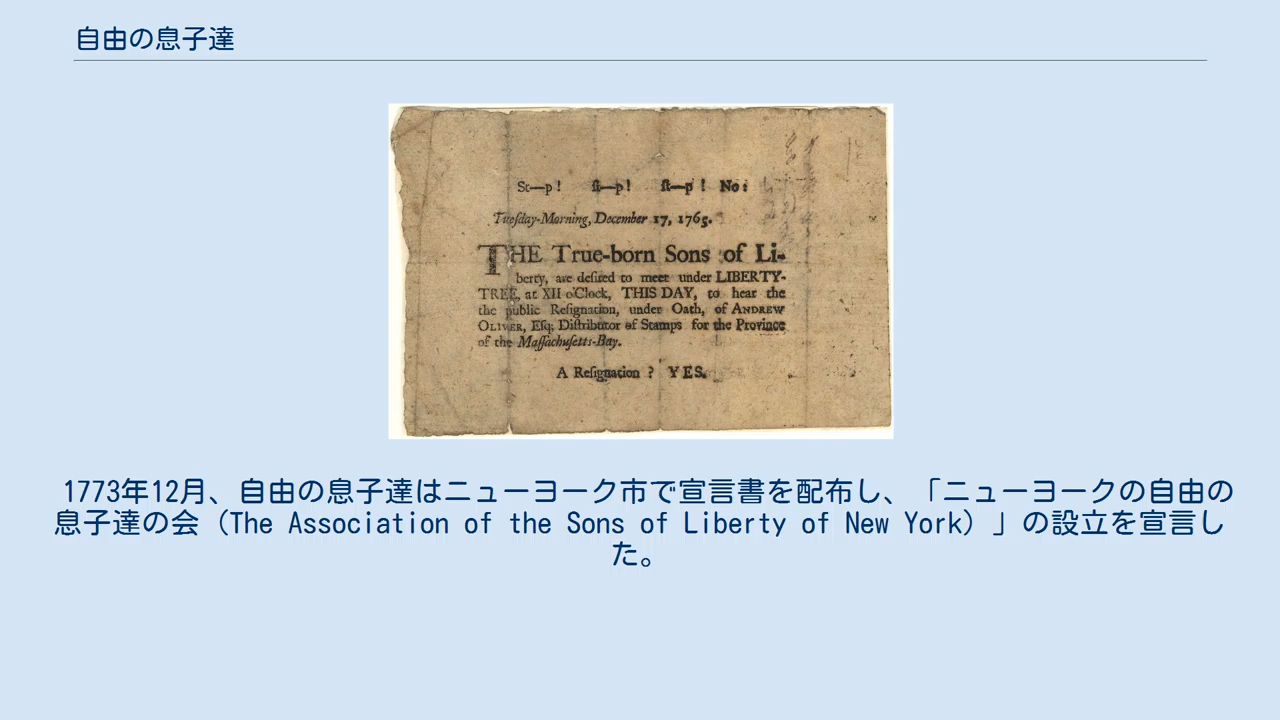 自由の息子達
St—p! ſt—p! ſt—p! No:
Tueſday-Morning, December 17, 1765.
THE True-born Sons of Li-
berty, are deſired to meet under LIBERTY-
TREE, at XII o'Clock, THIS DAY, to hear the
the public Reſignation, under Oath, of ANDREW
OLIVER, Eſq; Diſtributor of Stamps for the Province
of the Maſſachuſetts-Bay.
A Reſignation? YES.
1773年12月、自由の息子達はニューヨーク市で宣言書を配布し、「ニューヨークの自由の
息子達の会(The Association of the Sons of Liberty of New York)」の設立を宣言し
た。